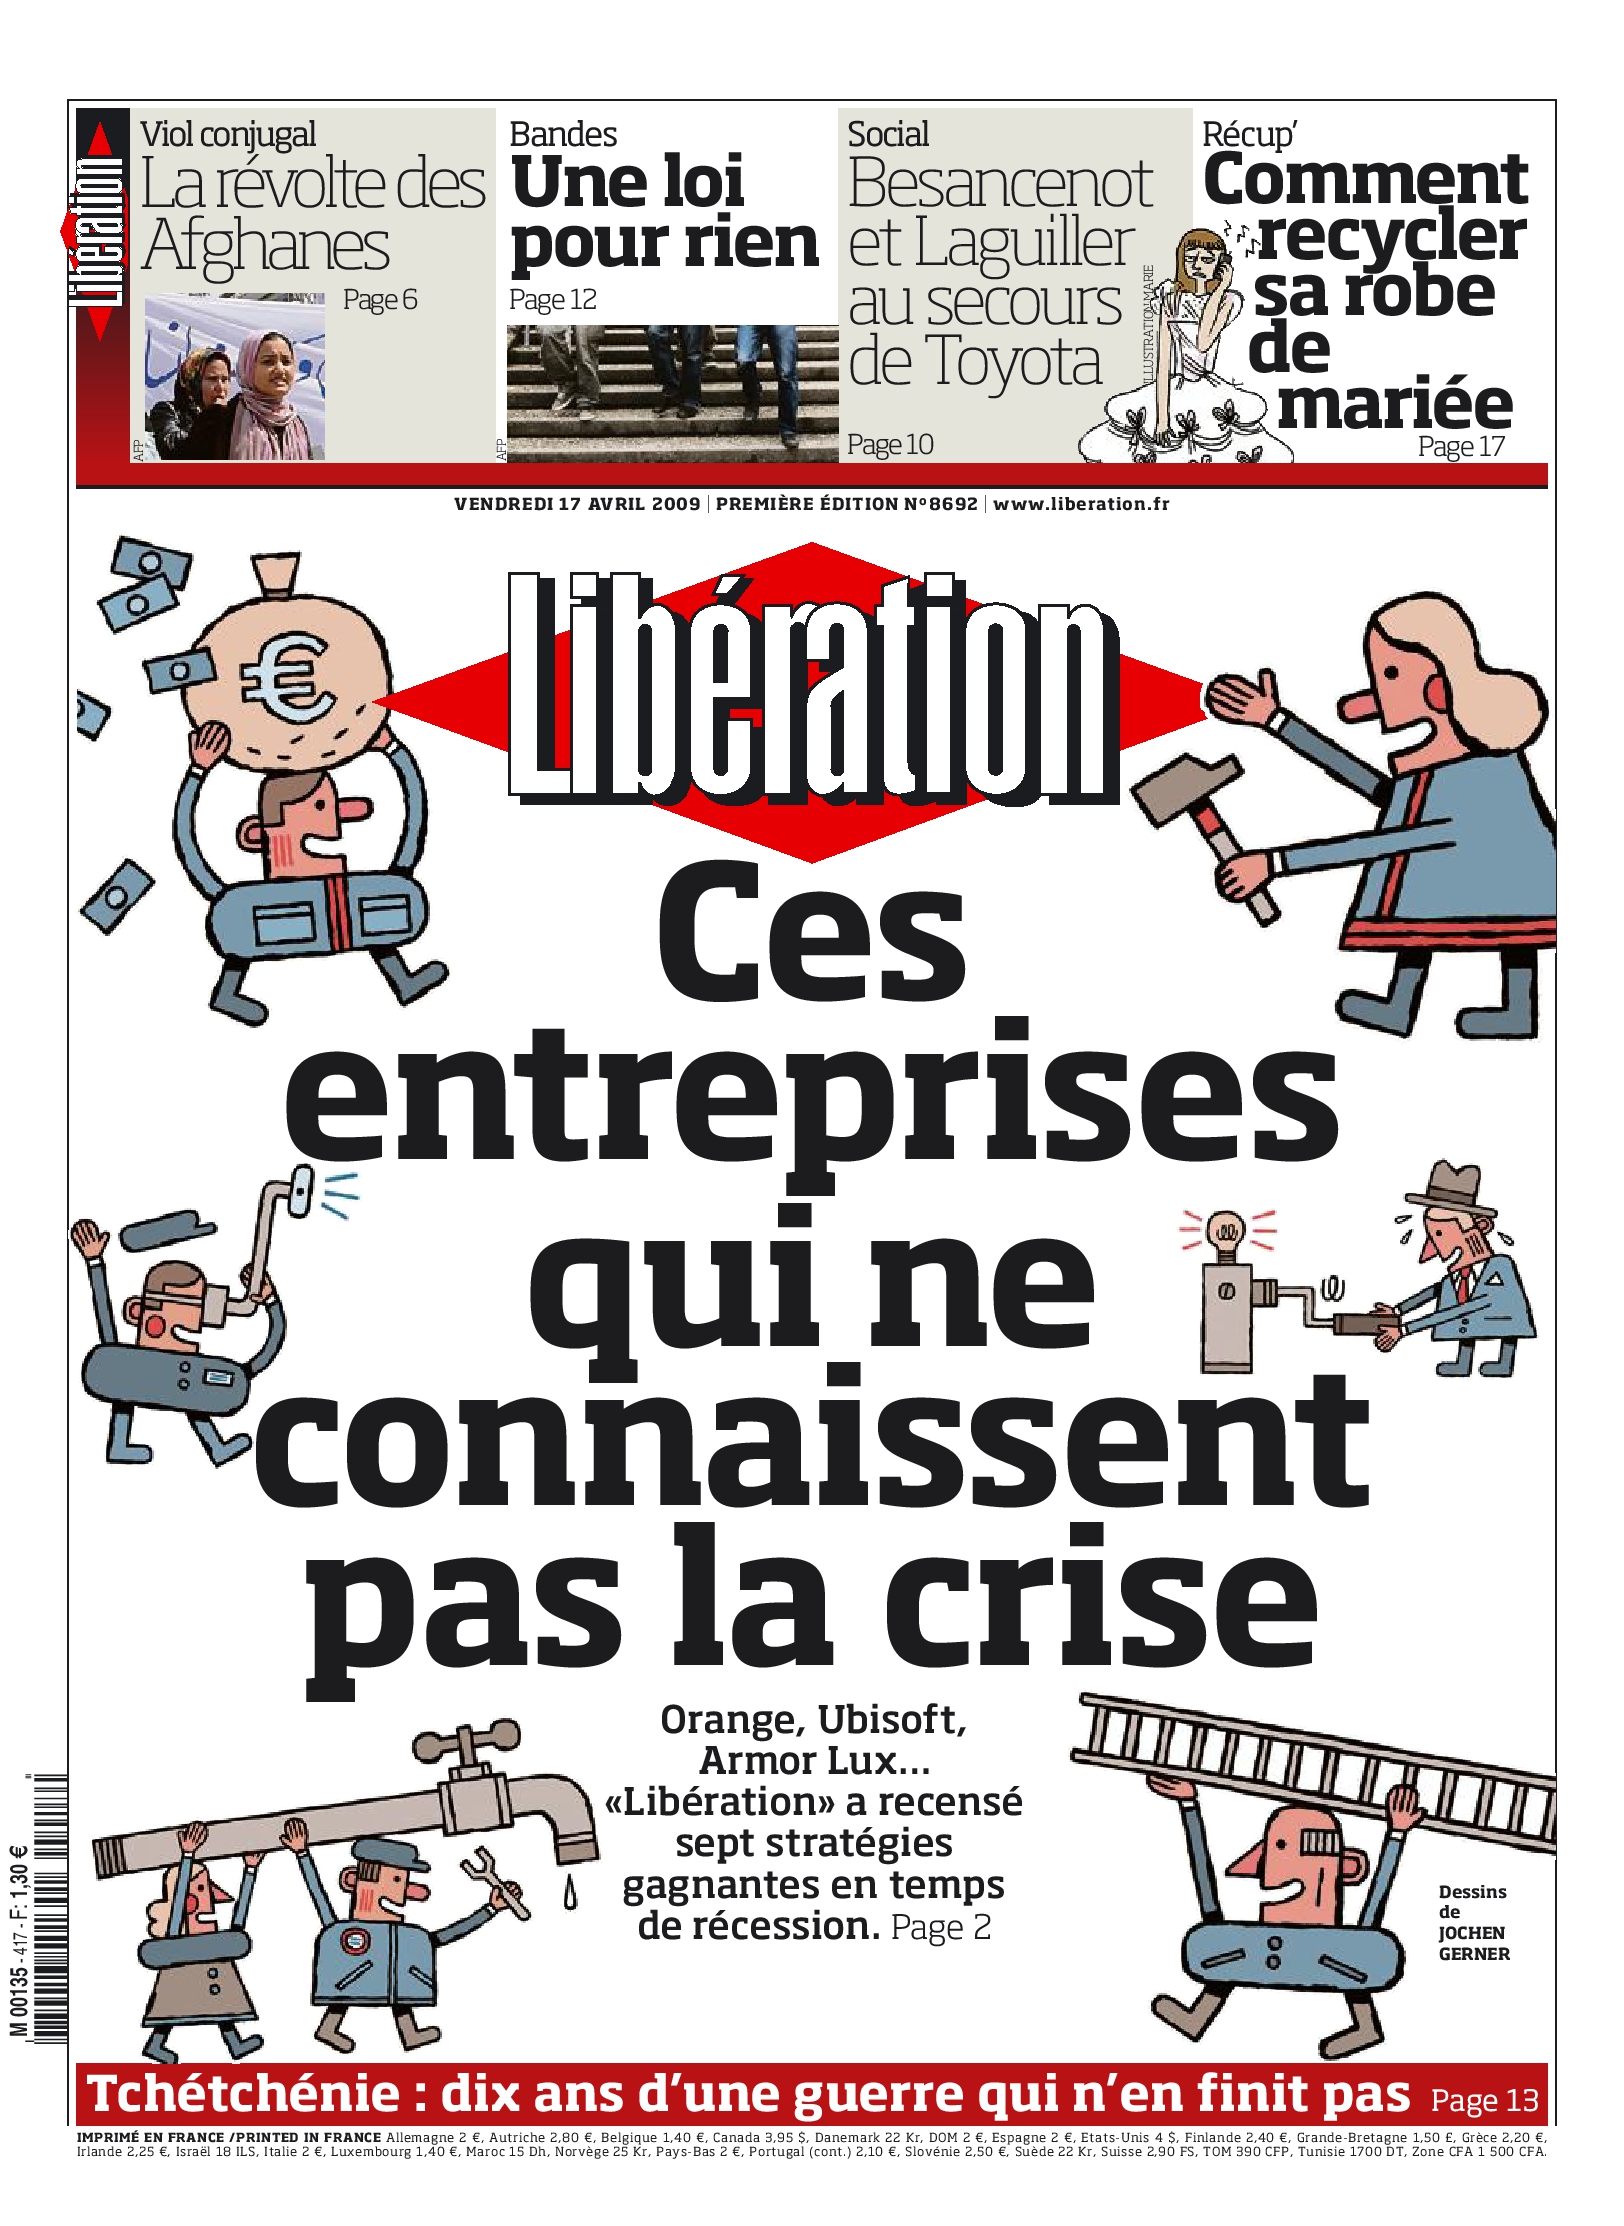 Libération
Viol conjugal
La révolte des
Afghanes
Page 6
AFP
Bandes
Une loi
pour rien
Page 12
AFP
Social
Besancenot
et Laguiller
au secours
de Toyota
Page 10
ILLUSTRATION MARIE
Récup’
Comment
recycler
sa robe
de
mariée
Page 17
VENDREDI 17 AVRIL 2009 | PREMIÈRE ÉDITION Nº8692 | www.liberation.fr
€
Libération
Ces
entreprises
qui ne
connaissent
pas la crise
Orange, Ubisoft,
Armor Lux...
«Libération» a recensé
sept stratégies
gagnantes en temps
de récession. Page 2
Dessins
de
JOCHEN
GERNER
M 00135 - 417 - F: 1,30 €
Tchétchénie : dix ans d’une guerre qui n’en finit pas Page 13
IMPRIMÉ EN FRANCE /PRINTED IN FRANCE Allemagne 2 €, Autriche 2,80 €, Belgique 1,40 €, Canada 3,95 $, Danemark 22 Kr, DOM 2 €, Espagne 2 €, Etats-Unis 4 $, Finlande 2,40 €, Grande-Bretagne 1,50 £, Grèce 2,20 €,
Irlande 2,25 €, Israël 18 ILS, Italie 2 €, Luxembourg 1,40 €, Maroc 15 Dh, Norvège 25 Kr, Pays-Bas 2 €, Portugal (cont.) 2,10 €, Slovénie 2,50 €, Suède 22 Kr, Suisse 2,90 FS, TOM 390 CFP, Tunisie 1700 DT, Zone CFA 1 500 CFA.